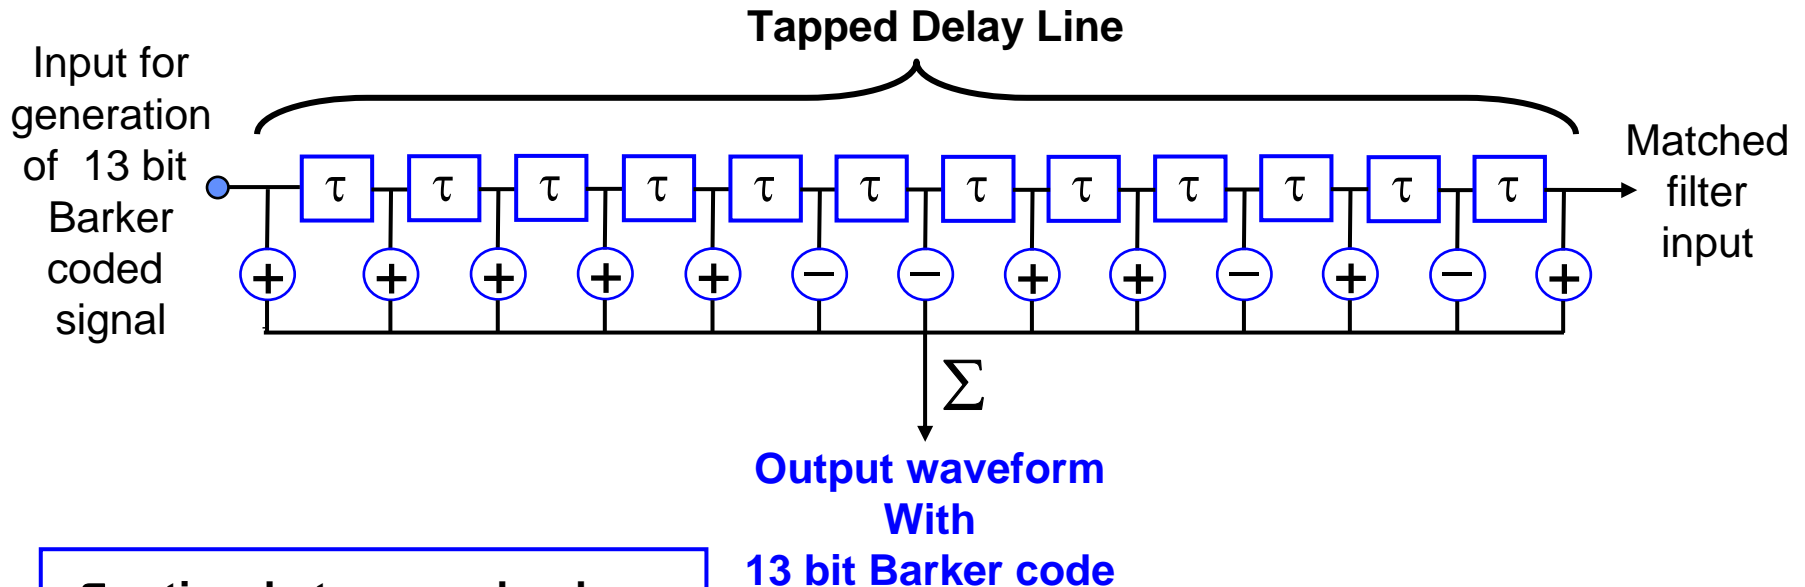 Tapped Delay Line
Input for
generation
of 13 bit
Barker
coded
signal
τ τ τ τ τ τ τ τ τ τ τ τ
Matched
filter
input
+ + + + + − − + + − + − +
Σ
Output waveform
With
13 bit Barker code